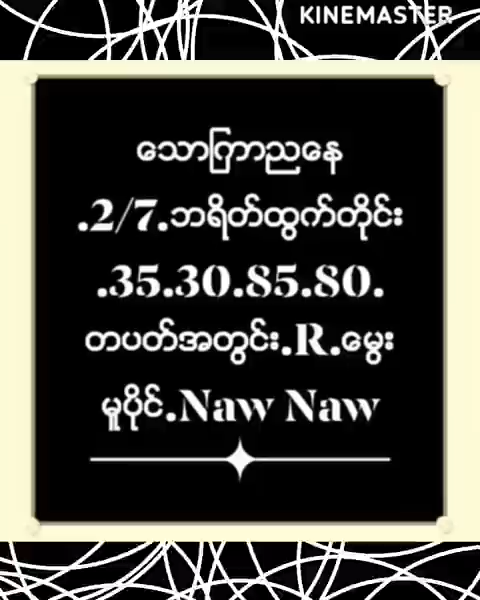 KINEMASTER
သောကြာညနေ
.2/7.ဘရိတ်ထွက်တိုင်း
.35.30.85.80.
တပတ်အတွင်း.R.မွေး
မူပိုင်.Naw Naw